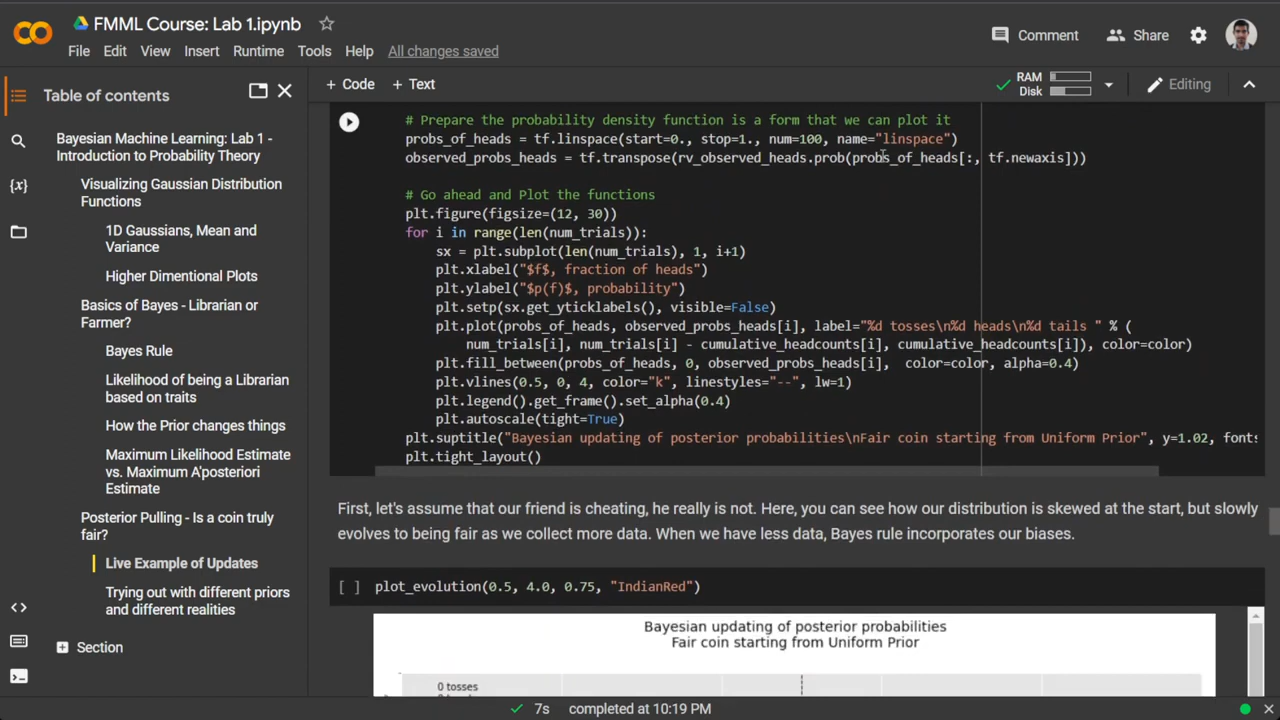 FMML Course: Lab 1.ipynb
File Edit View Insert Runtime Tools Help All changes saved
Comment Share
Table of contents
+ Code + Text
RAM
Disk
Editing
Bayesian Machine Learning: Lab 1 -
Introduction to Probability Theory
Visualizing Gaussian Distribution
Functions
1D Gaussians, Mean and
Variance
Higher Dimentional Plots
Basics of Bayes - Librarian or
Farmer?
Bayes Rule
Likelihood of being a Librarian
based on traits
How the Prior changes things
Maximum Likelihood Estimate
vs. Maximum A'posteriori
Estimate
Posterior Pulling - Is a coin truly
fair?
Live Example of Updates
Trying out with different priors
and different realities
Section
# Prepare the probability density function is a form that we can plot it
probs_of_heads = tf.linspace(start=0., stop=1., num=100, name="linspace")
observed_probs_heads = tf.transpose(rv_observed_heads.prob(probs_of_heads[:, tf.newaxis]))
# Go ahead and Plot the functions
plt.figure(figsize=(12, 30))
for i in range(len(num_trials)):
sx = plt.subplot(len(num_trials), 1, i+1)
plt.xlabel("$f$, fraction of heads")
plt.ylabel("$p(f)$, probability")
plt.setp(sx.get_yticklabels(), visible=False)
plt.plot(probs_of_heads, observed_probs_heads[i], label="%d tosses\n%d heads\n%d tails " % (
num_trials[i], num_trials[i] - cumulative_headcounts[i], cumulative_headcounts[i]), color=color)
plt.fill_between(probs_of_heads, 0, observed_probs_heads[i], color=color, alpha=0.4)
plt.vlines(0.5, 0, 4, color="k", linestyles="--", lw=1)
plt.legend().get_frame().set_alpha(0.4)
plt.autoscale(tight=True)
plt.suptitle("Bayesian updating of posterior probabilities\nFair coin starting from Uniform Prior", y=1.02, fonts
plt.tight_layout()
First, let's assume that our friend is cheating, he really is not. Here, you can see how our distribution is skewed at the start, but slowly
evolves to being fair as we collect more data. When we have less data, Bayes rule incorporates our biases.
[ ] plot_evolution(0.5, 4.0, 0.75, "IndianRed")
Bayesian updating of posterior probabilities
Fair coin starting from Uniform Prior
0 tosses
7s completed at 10:19 PM